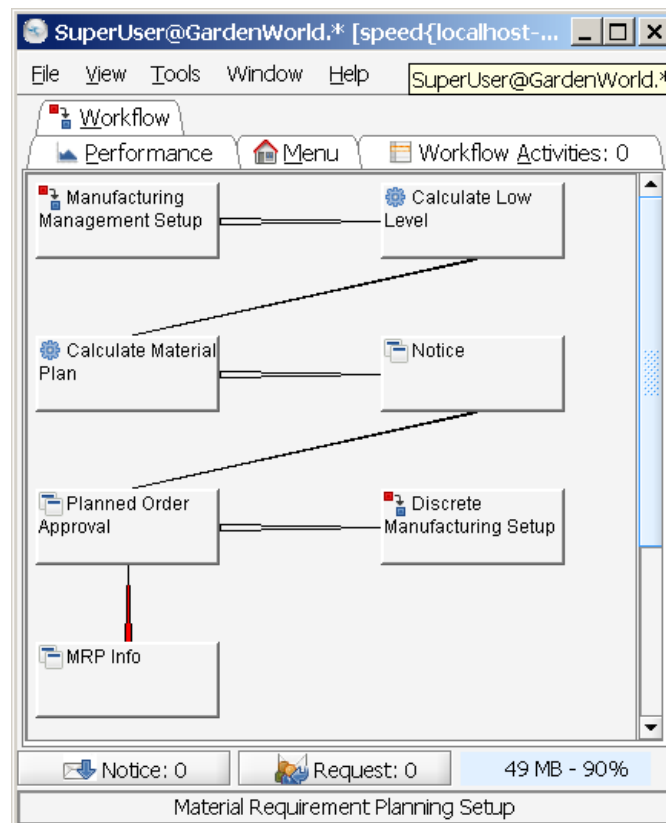 SuperUser@GardenWorld.* [speed{localhost-...
File View Tools Window Help
SuperUser@GardenWorld.*
Workflow
Performance Menu Workflow Activities: 0
Manufacturing
Management Setup
Calculate Low
Level
Calculate Material
Plan
Notice
Planned Order
Approval
Discrete
Manufacturing Setup
MRP Info
Notice: 0 Request: 0 49 MB - 90%
Material Requirement Planning Setup